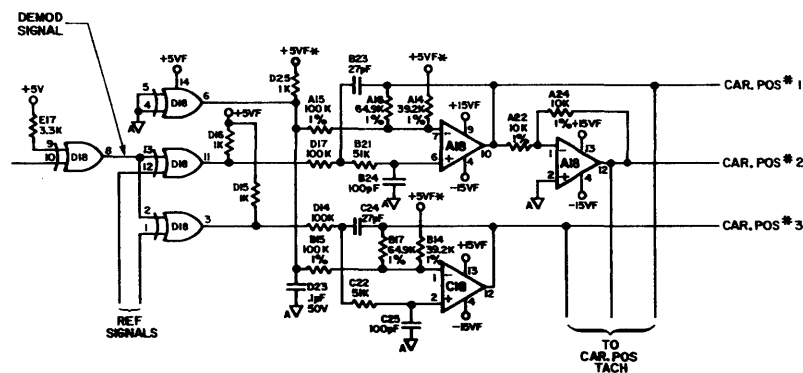 DEMOD
SIGNAL
+5V
E17
3.3K
9
10
D18
8
+5VF
14
5
4
D18
6
A
13
12
D18
11
2
1
D18
3
REF
SIGNALS
+5VF
D16
1K
D15
1K
+5VF*
D25
1K
A15
100K
1%
D17
100K
B23
27pF
B21
51K
B24
100pF
A
A16
64.9K
1%
+5VF*
A14
39.2K
1%
+15VF
7
6
9
4
A18
10
-15VF
A22
10K
1%
A24
10K
1%
+15VF
1
2
13
4
A18
12
-15VF
A
CAR. POS #1
CAR. POS #2
CAR. POS #3
D14
100K
B15
100K
1%
D23
.1pF
50V
A
C24
27pF
C22
51K
C25
100pF
A
B17
64.9K
1%
+5VF*
B14
39.2K
1%
+15VF
1
2
13
4
C18
12
-15VF
TO
CAR. POS
TACH